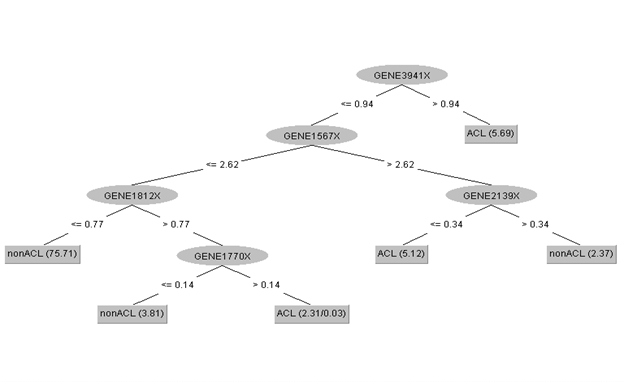 GENE3941X
<= 0.94
> 0.94
GENE1567X
ACL (5.69)
<= 2.62
> 2.62
GENE1812X
GENE2139X
<= 0.77
> 0.77
<= 0.34
> 0.34
nonACL (75.71)
GENE1770X
ACL (5.12)
nonACL (2.37)
<= 0.14
> 0.14
nonACL (3.81)
ACL (2.31/0.03)